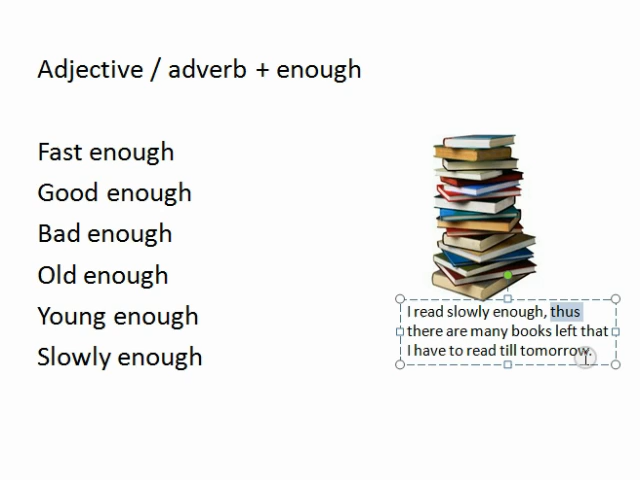 Adjective / adverb + enough
Fast enough
Good enough
Bad enough
Old enough
Young enough
Slowly enough
I read slowly enough, thus
there are many books left that
I have to read till tomorrow.